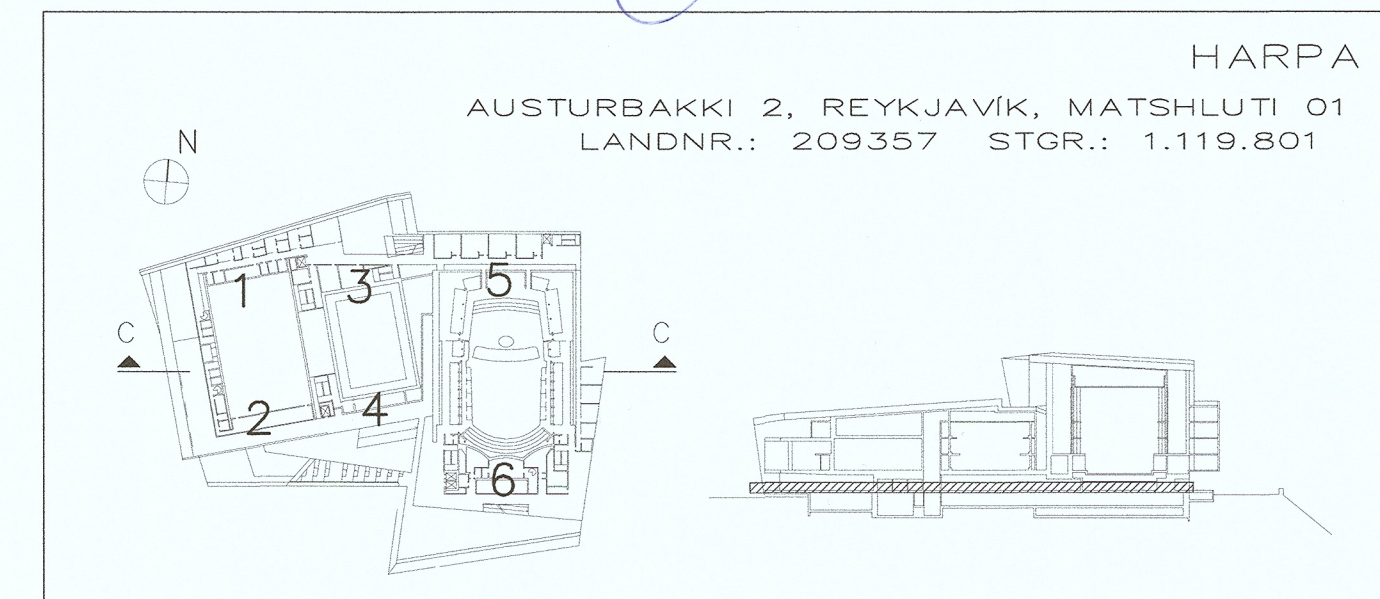 HARPA
AUSTURBAKKI 2, REYKJAVÍK, MATSHLUTI 01
LANDNR.: 209357 STGR.: 1.119.801
N
1 3 5
C C
2 4
6